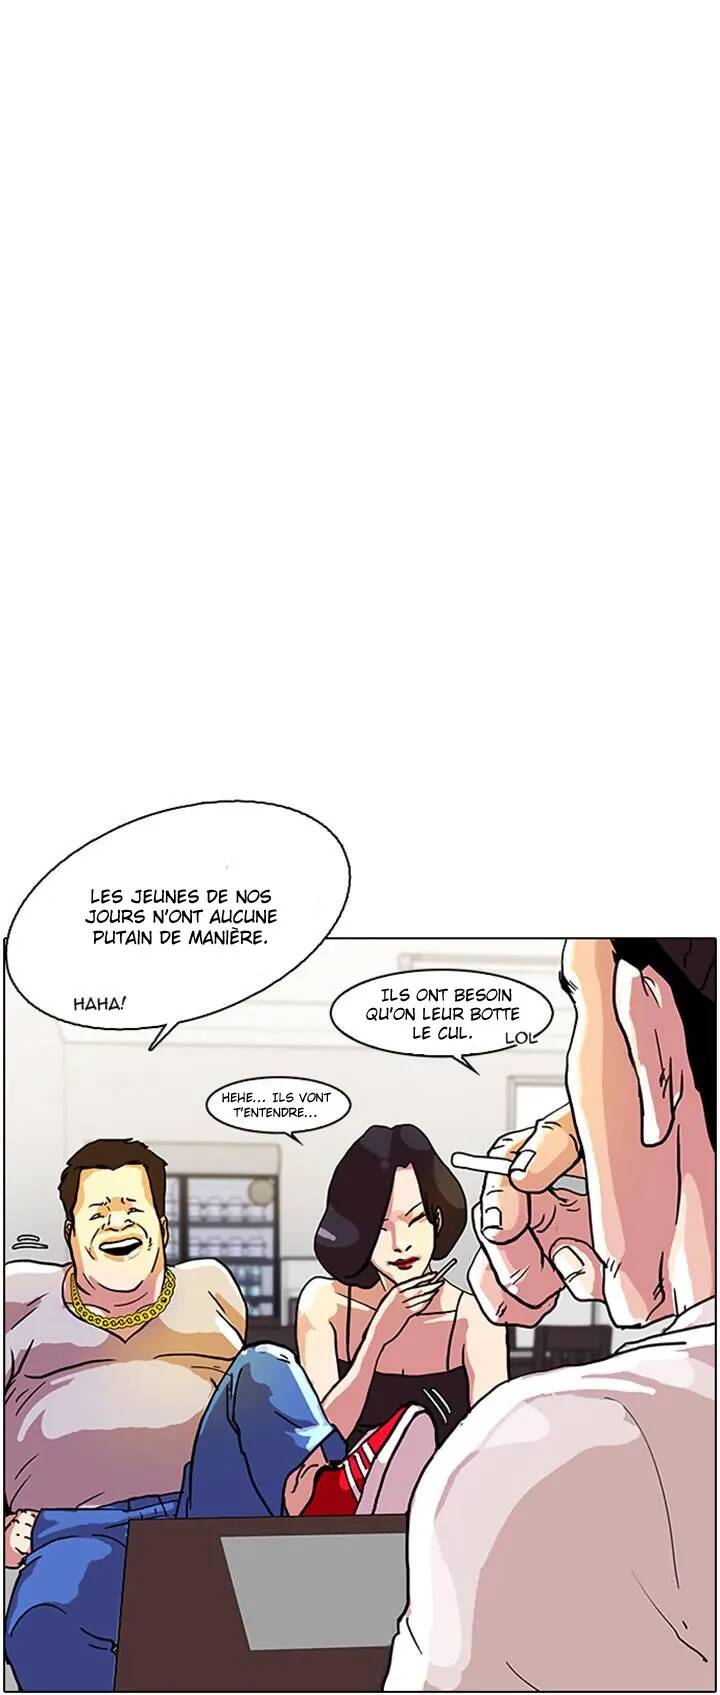 LES JEUNES DE NOS
JOURS N'ONT AUCUNE
PUTAIN DE MANIÈRE.
HAHA!
ILS ONT BESOIN
QU'ON LEUR BOTTE
LE CUL.
LOL
HEHE... ILS VONT
T'ENTENDRE...